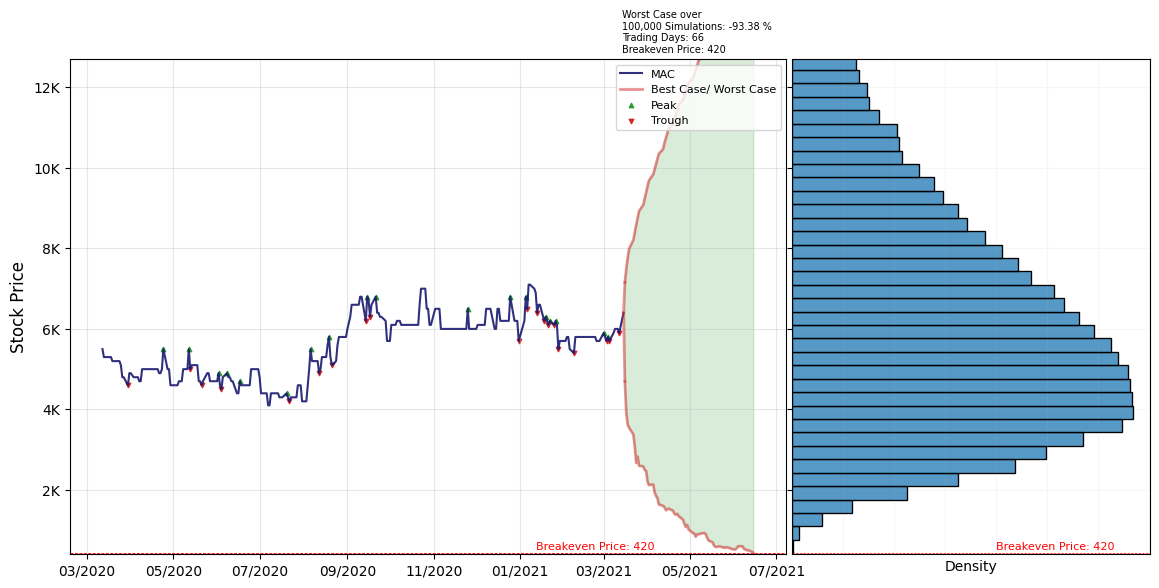 Worst Case over
100,000 Simulations: -93.38 %
Trading Days: 66
Breakeven Price: 420
MAC
Best Case/ Worst Case
Peak
Trough
Stock Price
12K
10K
8K
6K
4K
2K
Breakeven Price: 420
Breakeven Price: 420
03/2020
05/2020
07/2020
09/2020
11/2020
01/2021
03/2021
05/2021
07/2021
Density